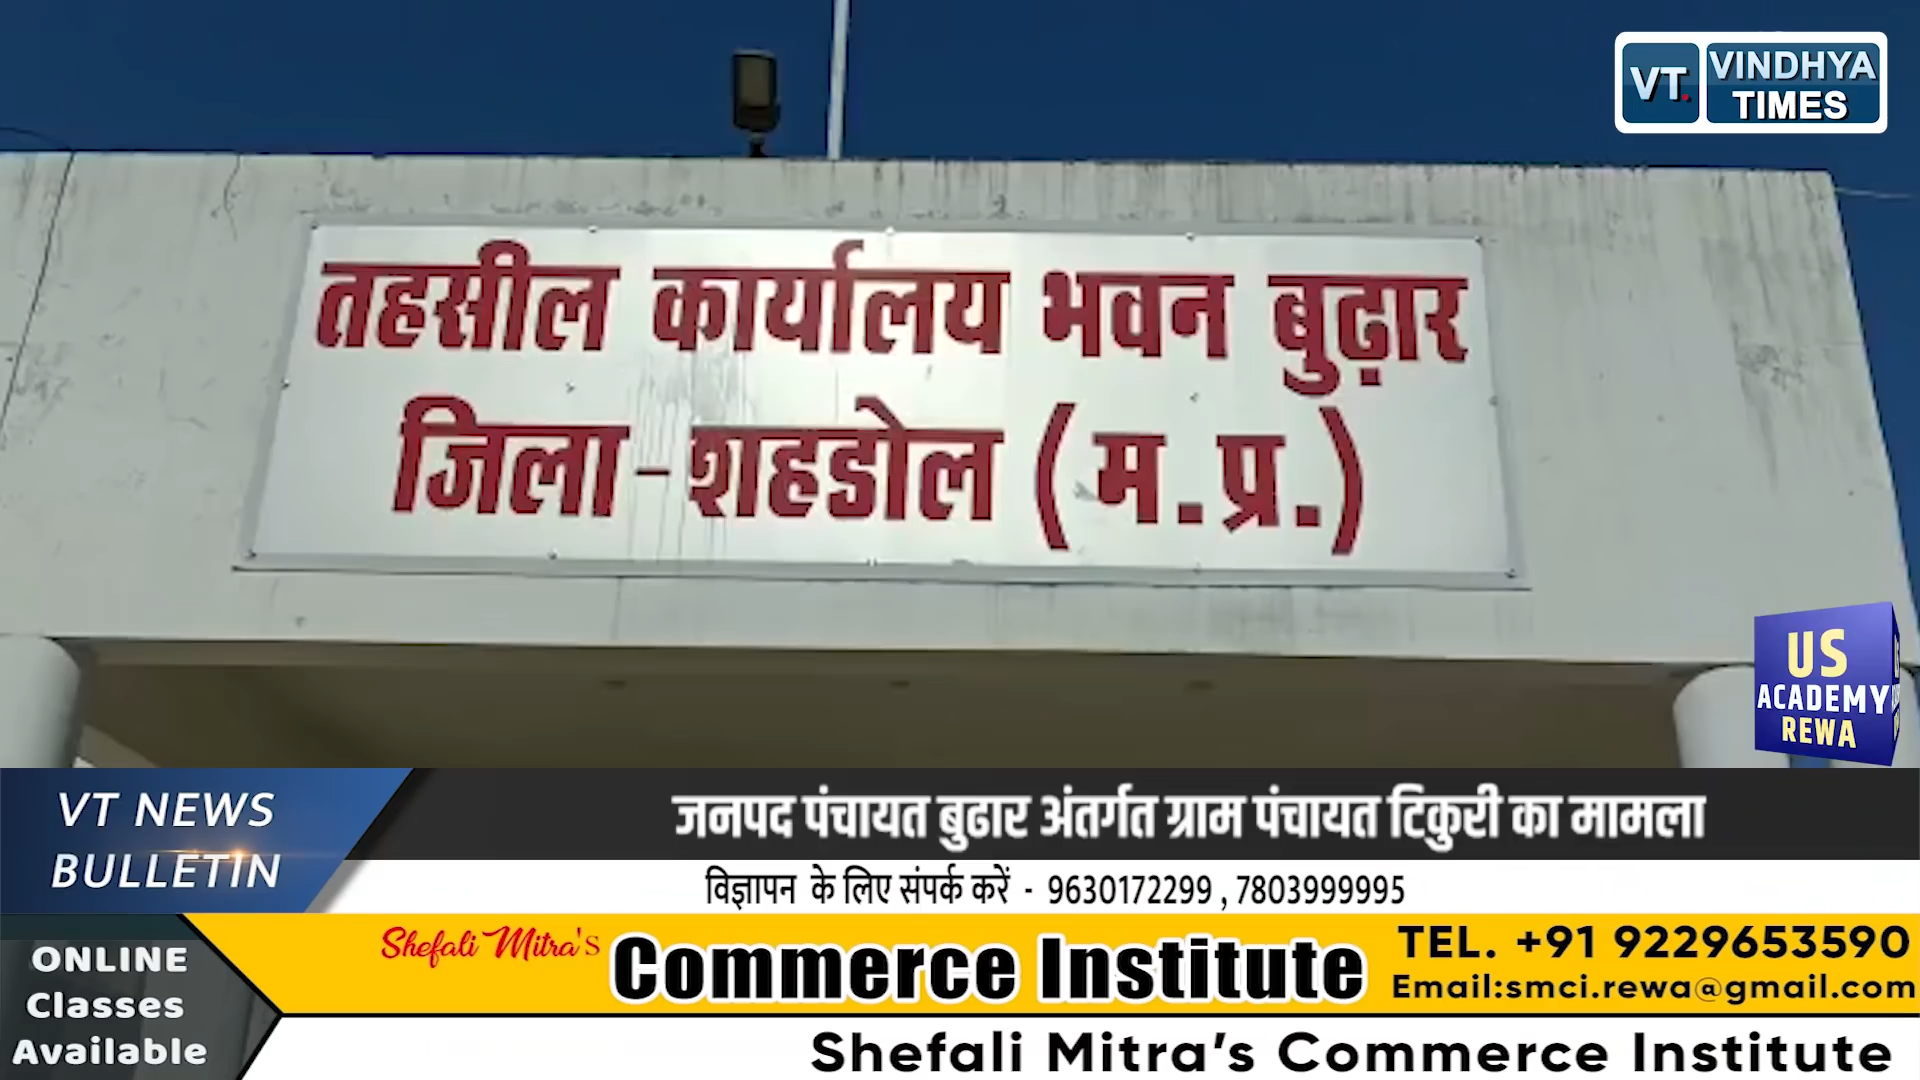 VT.
VINDHYA
TIMES
तहसील कार्यालय भवन बुढ़ार
जिला-शहडोल (म.प्र.)
US
ACADEMY
REWA
VT NEWS
BULLETIN
जनपद पंचायत बुढार अंतर्गत ग्राम पंचायत टिकुरी का मामला
विज्ञापन के लिए संपर्क करें - 9630172299 , 7803999995
ONLINE
Classes
Available
Shefali Mitra's Commerce Institute
TEL. +91 9229653590
Email:smci.rewa@gmail.com
Shefali Mitra's Commerce Institute